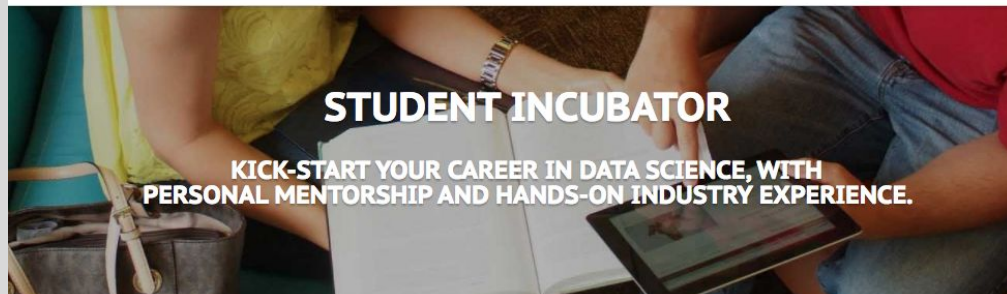 STUDENT INCUBATOR
KICK-START YOUR CAREER IN DATA SCIENCE, WITH
PERSONAL MENTORSHIP AND HANDS-ON INDUSTRY EXPERIENCE.